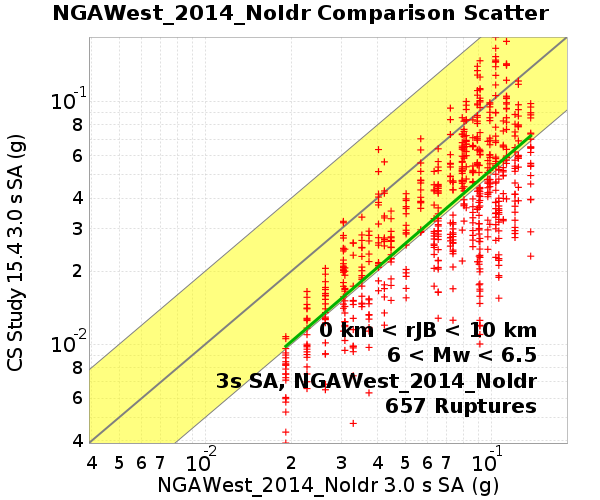 NGAWest_2014_NoIdr Comparison Scatter
CS Study 15.4 3.0 s SA (g)
10-1
8
6
4
3
2
10-2
8
6
4
0 km < rJB < 10 km
6 < Mw < 6.5
3s SA, NGAWest_2014_NoIdr
657 Ruptures
4 5 6 7 10-2 2 3 4 5 6 7 10-1
NGAWest_2014_NoIdr 3.0 s SA (g)